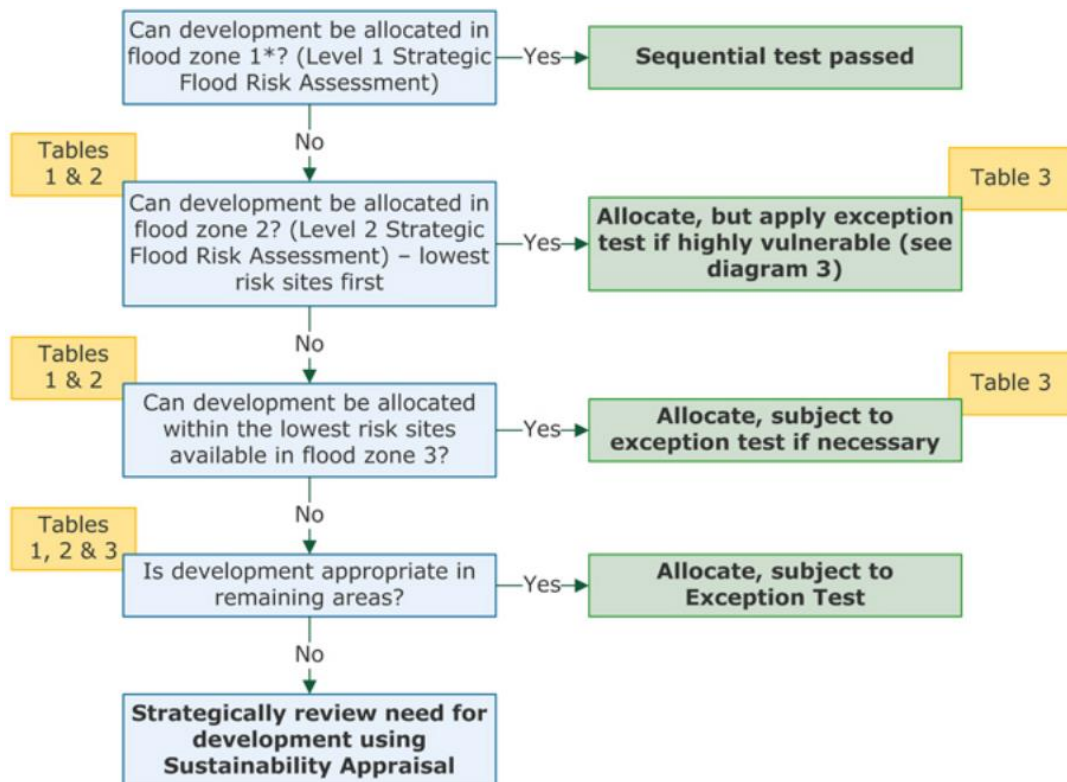 Can development be allocated in
flood zone 1*? (Level 1 Strategic
Flood Risk Assessment)
Yes
Sequential test passed
No
Tables
1 & 2
Can development be allocated in
flood zone 2? (Level 2 Strategic
Flood Risk Assessment) – lowest
risk sites first
Yes
Table 3
Allocate, but apply exception
test if highly vulnerable (see
diagram 3)
No
Tables
1 & 2
Can development be allocated
within the lowest risk sites
available in flood zone 3?
Yes
Table 3
Allocate, subject to
exception test if necessary
No
Tables
1, 2 & 3
Is development appropriate in
remaining areas?
Yes
Allocate, subject to
Exception Test
No
Strategically review need for
development using
Sustainability Appraisal